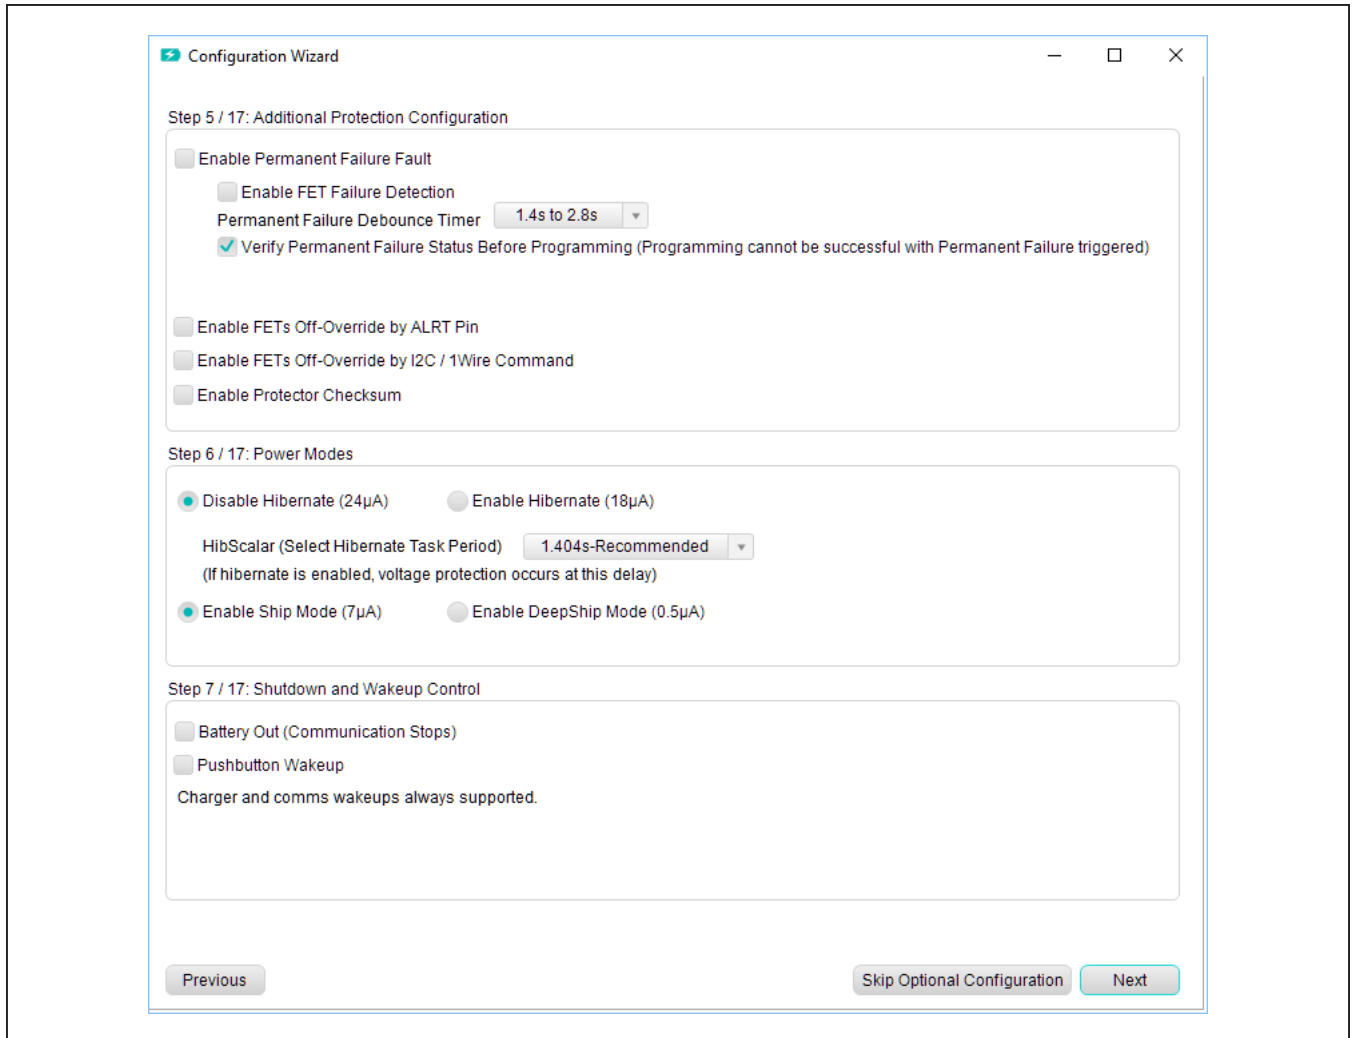 Configuration Wizard
Step 5 / 17: Additional Protection Configuration
Enable Permanent Failure Fault
Enable FET Failure Detection
Permanent Failure Debounce Timer 1.4s to 2.8s
Verify Permanent Failure Status Before Programming (Programming cannot be successful with Permanent Failure triggered)
Enable FETs Off-Override by ALRT Pin
Enable FETs Off-Override by I2C / 1Wire Command
Enable Protector Checksum
Step 6 / 17: Power Modes
Disable Hibernate (24µA) Enable Hibernate (18µA)
HibScalar (Select Hibernate Task Period) 1.404s-Recommended
(If hibernate is enabled, voltage protection occurs at this delay)
Enable Ship Mode (7µA) Enable DeepShip Mode (0.5µA)
Step 7 / 17: Shutdown and Wakeup Control
Battery Out (Communication Stops)
Pushbutton Wakeup
Charger and comms wakeups always supported.
Previous Skip Optional Configuration Next